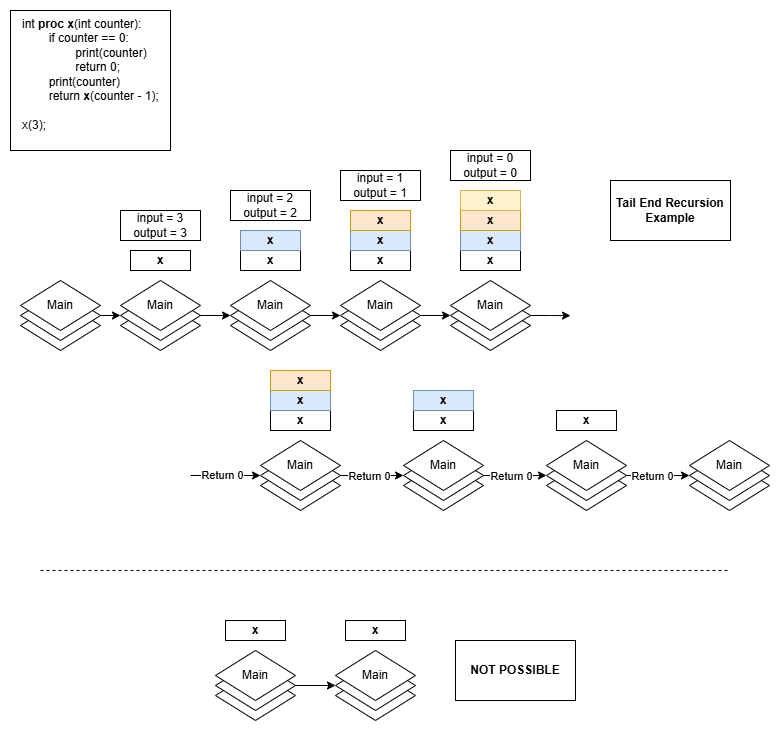 int proc x(int counter):
if counter == 0:
print(counter)
return 0;
print(counter)
return x(counter - 1);
x(3);
input = 0
output = 0
input = 1
output = 1
input = 2
output = 2
input = 3
output = 3
Tail End Recursion
Example
x
x
x
x
x
x
x
x
x
x
Main
Main
Main
Main
Main
x
x
x
x
x
x
Return 0
Main
Return 0
Main
Return 0
Main
Return 0
Main
x
x
Main
Main
NOT POSSIBLE